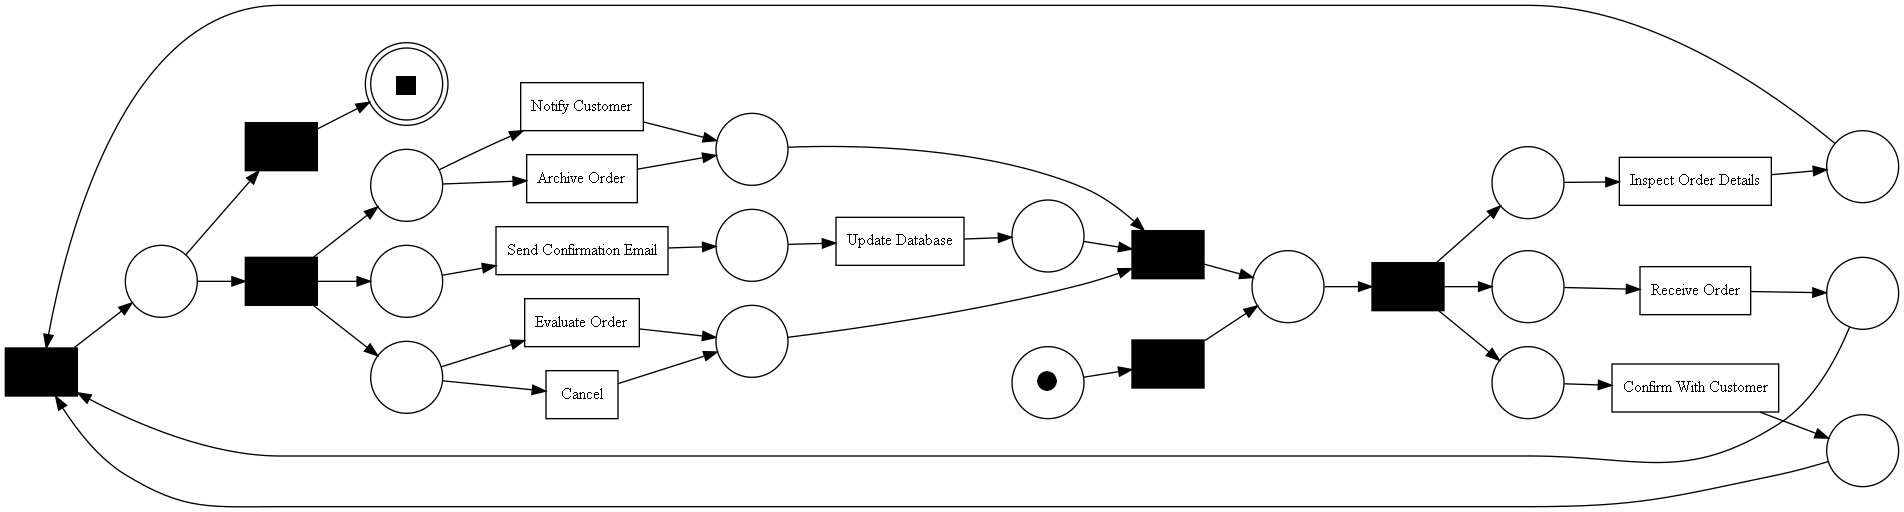 Notify Customer
Archive Order
Send Confirmation Email
Update Database
Evaluate Order
Cancel
Inspect Order Details
Receive Order
Confirm With Customer